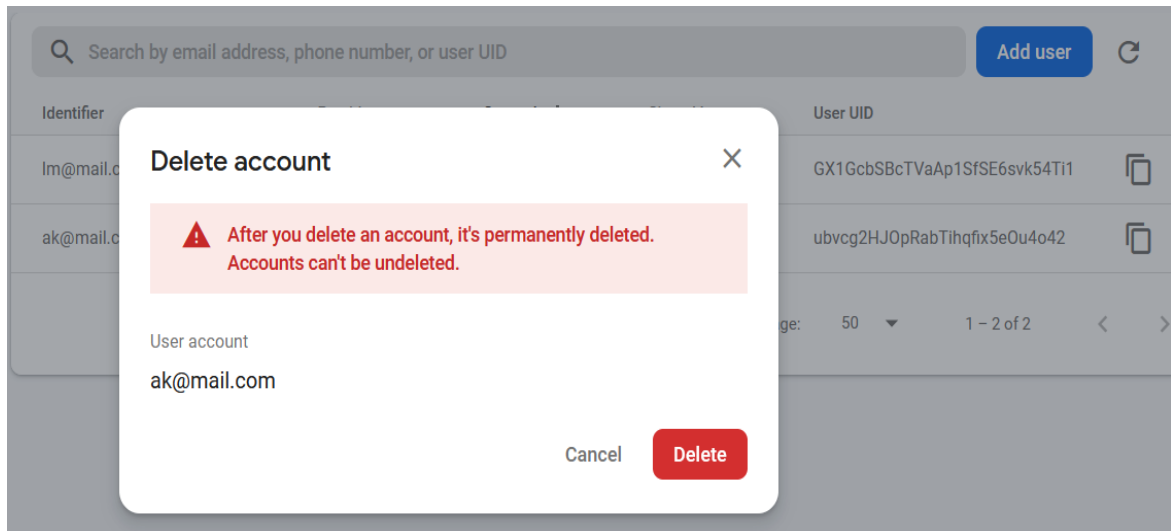 Search by email address, phone number, or user UID
Add user
Identifier
User UID
Delete account
lm@mail.c
GX1GcbSBcTVaAp1SfSE6svk54Ti1
After you delete an account, it's permanently deleted.
Accounts can't be undeleted.
ak@mail.c
ubvcg2HJOpRabTihqfix5eOu4o42
User account
ge:
50
1 – 2 of 2
ak@mail.com
Cancel
Delete